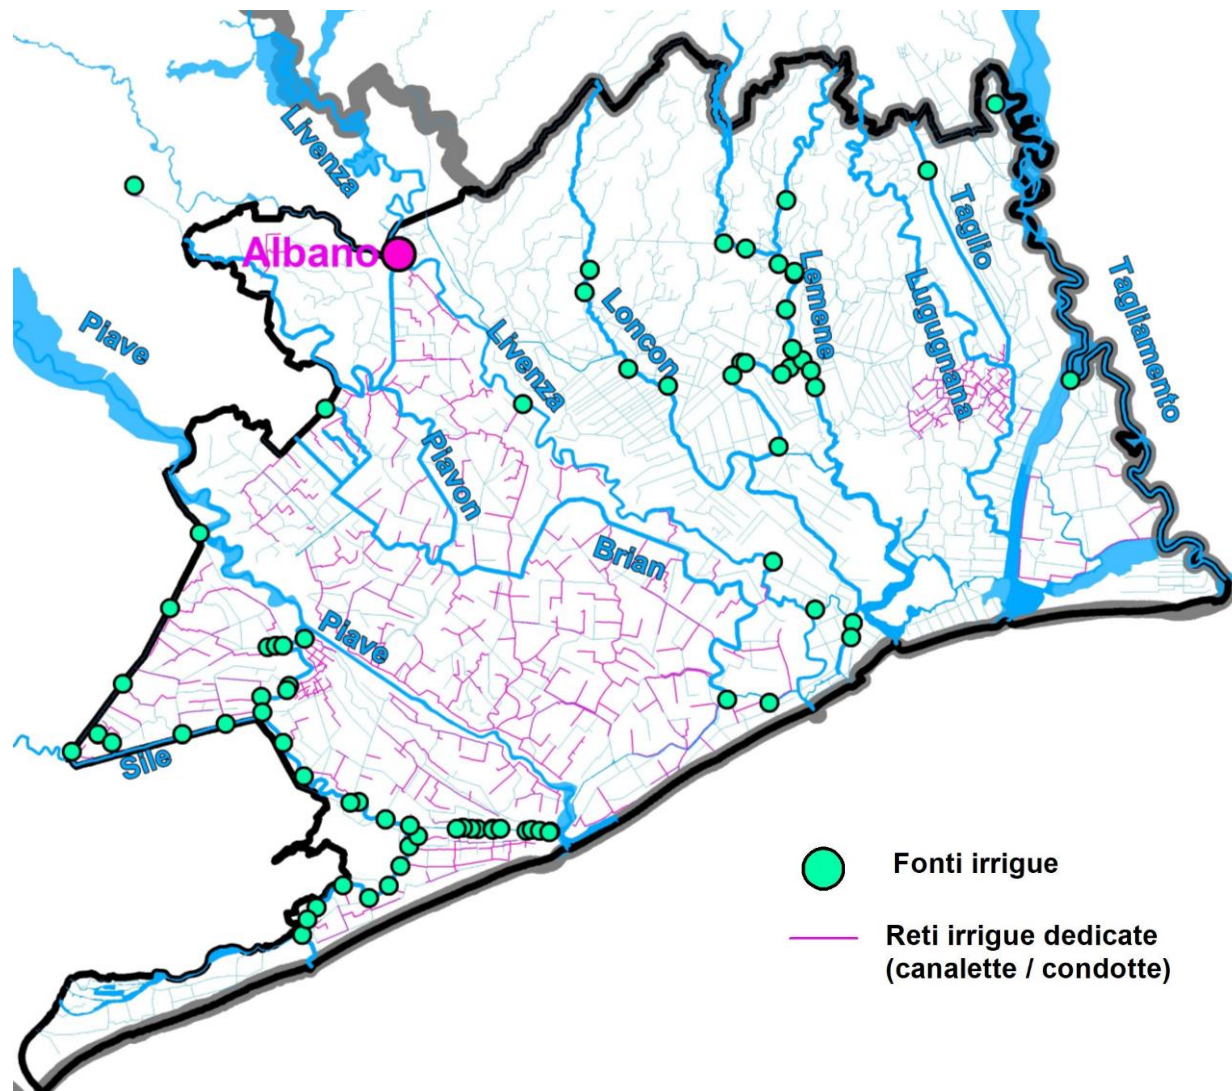 Livenza
Albano
Piave
Taglio
Lemene
Lugugnana
Tagliamento
Loncon
Livenza
Piavon
Brian
Piave
Sile
Fonti irrigue
Reti irrigue dedicate
(canalette / condotte)